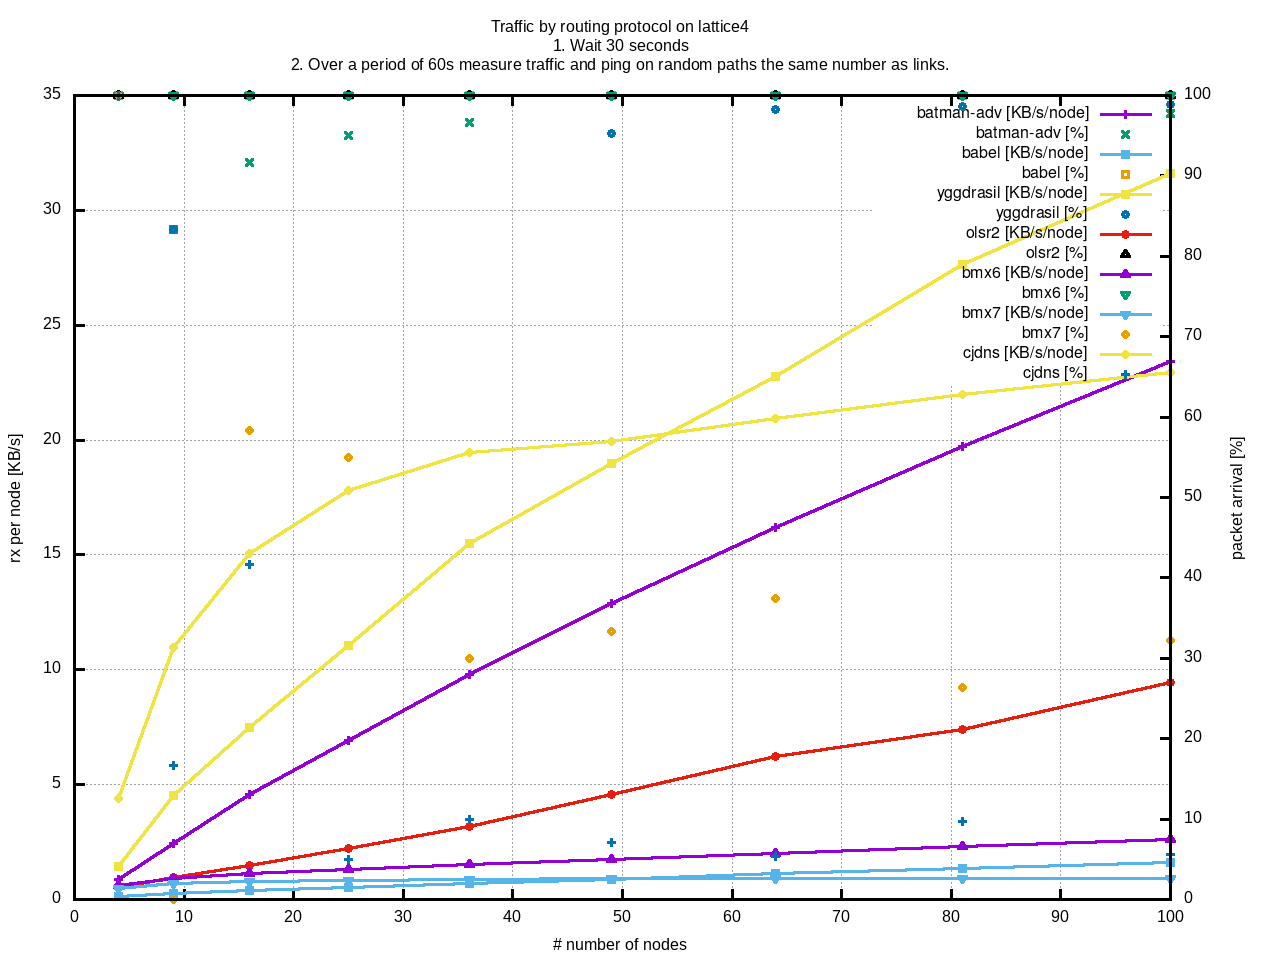 Traffic by routing protocol on lattice4
1. Wait 30 seconds
2. Over a period of 60s measure traffic and ping on random paths the same number as links.
rx per node [KB/s]
35
30
25
20
15
10
5
0
batman-adv [KB/s/node]
batman-adv [%]
babel [KB/s/node]
babel [%]
yggdrasil [KB/s/node]
yggdrasil [%]
olsr2 [KB/s/node]
olsr2 [%]
bmx6 [KB/s/node]
bmx6 [%]
bmx7 [KB/s/node]
bmx7 [%]
cjdns [KB/s/node]
cjdns [%]
100
90
80
70
60
50
40
30
20
10
0
packet arrival [%]
0 10 20 30 40 50 60 70 80 90 100
# number of nodes